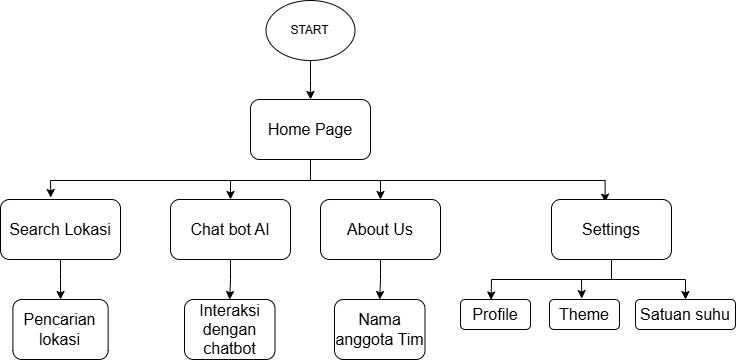 START
Home Page
Search Lokasi
Chat bot AI
About Us
Settings
Pencarian
lokasi
Interaksi
dengan
chatbot
Nama
anggota Tim
Profile
Theme
Satuan suhu